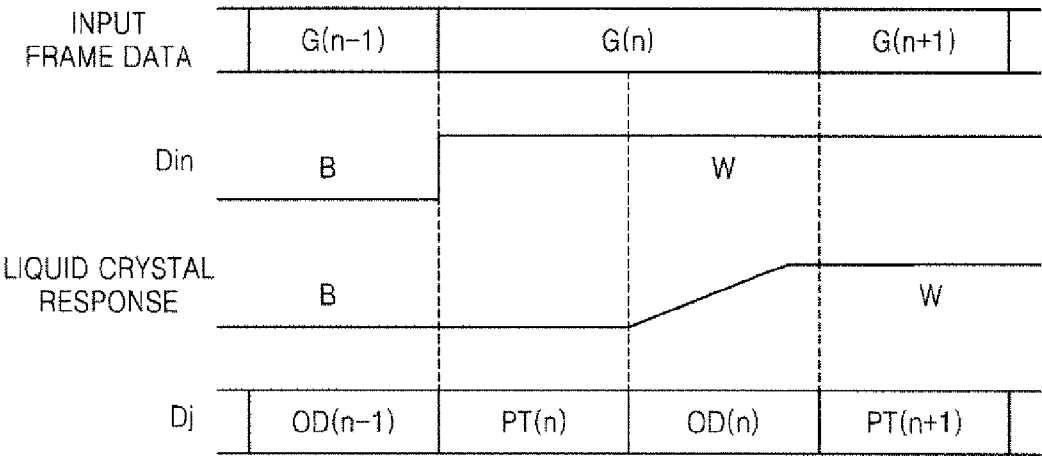 INPUT
FRAME DATA
G(n-1)
G(n)
G(n+1)
Din
B
W
LIQUID CRYSTAL
RESPONSE
B
W
Dj
OD(n-1)
PT(n)
OD(n)
PT(n+1)